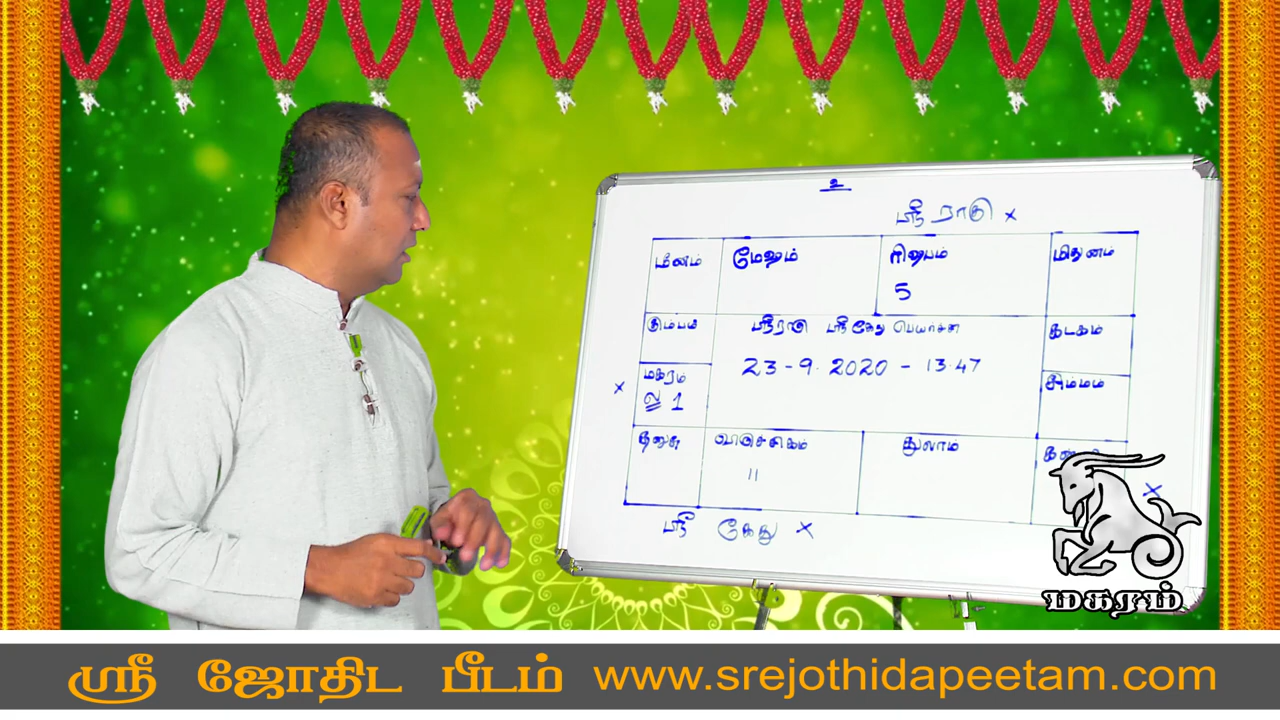 உ
ஸ்ரீ ராகு x
மீனம் மேஷம் ரிஷபம் மிதுனம்
5
கும்பம் ஸ்ரீராகு ஸ்ரீ கேது பெயர்ச்சி கடகம்
23-9-2020 - 13.47
x மகரம் சிம்மம்
ல 1
தனுசு விருச்சிகம் துலாம்
11
x
ஸ்ரீ கேது x
மகரம்
ஸ்ரீ ஜோதிட பீடம் www.srejothidapeetam.com